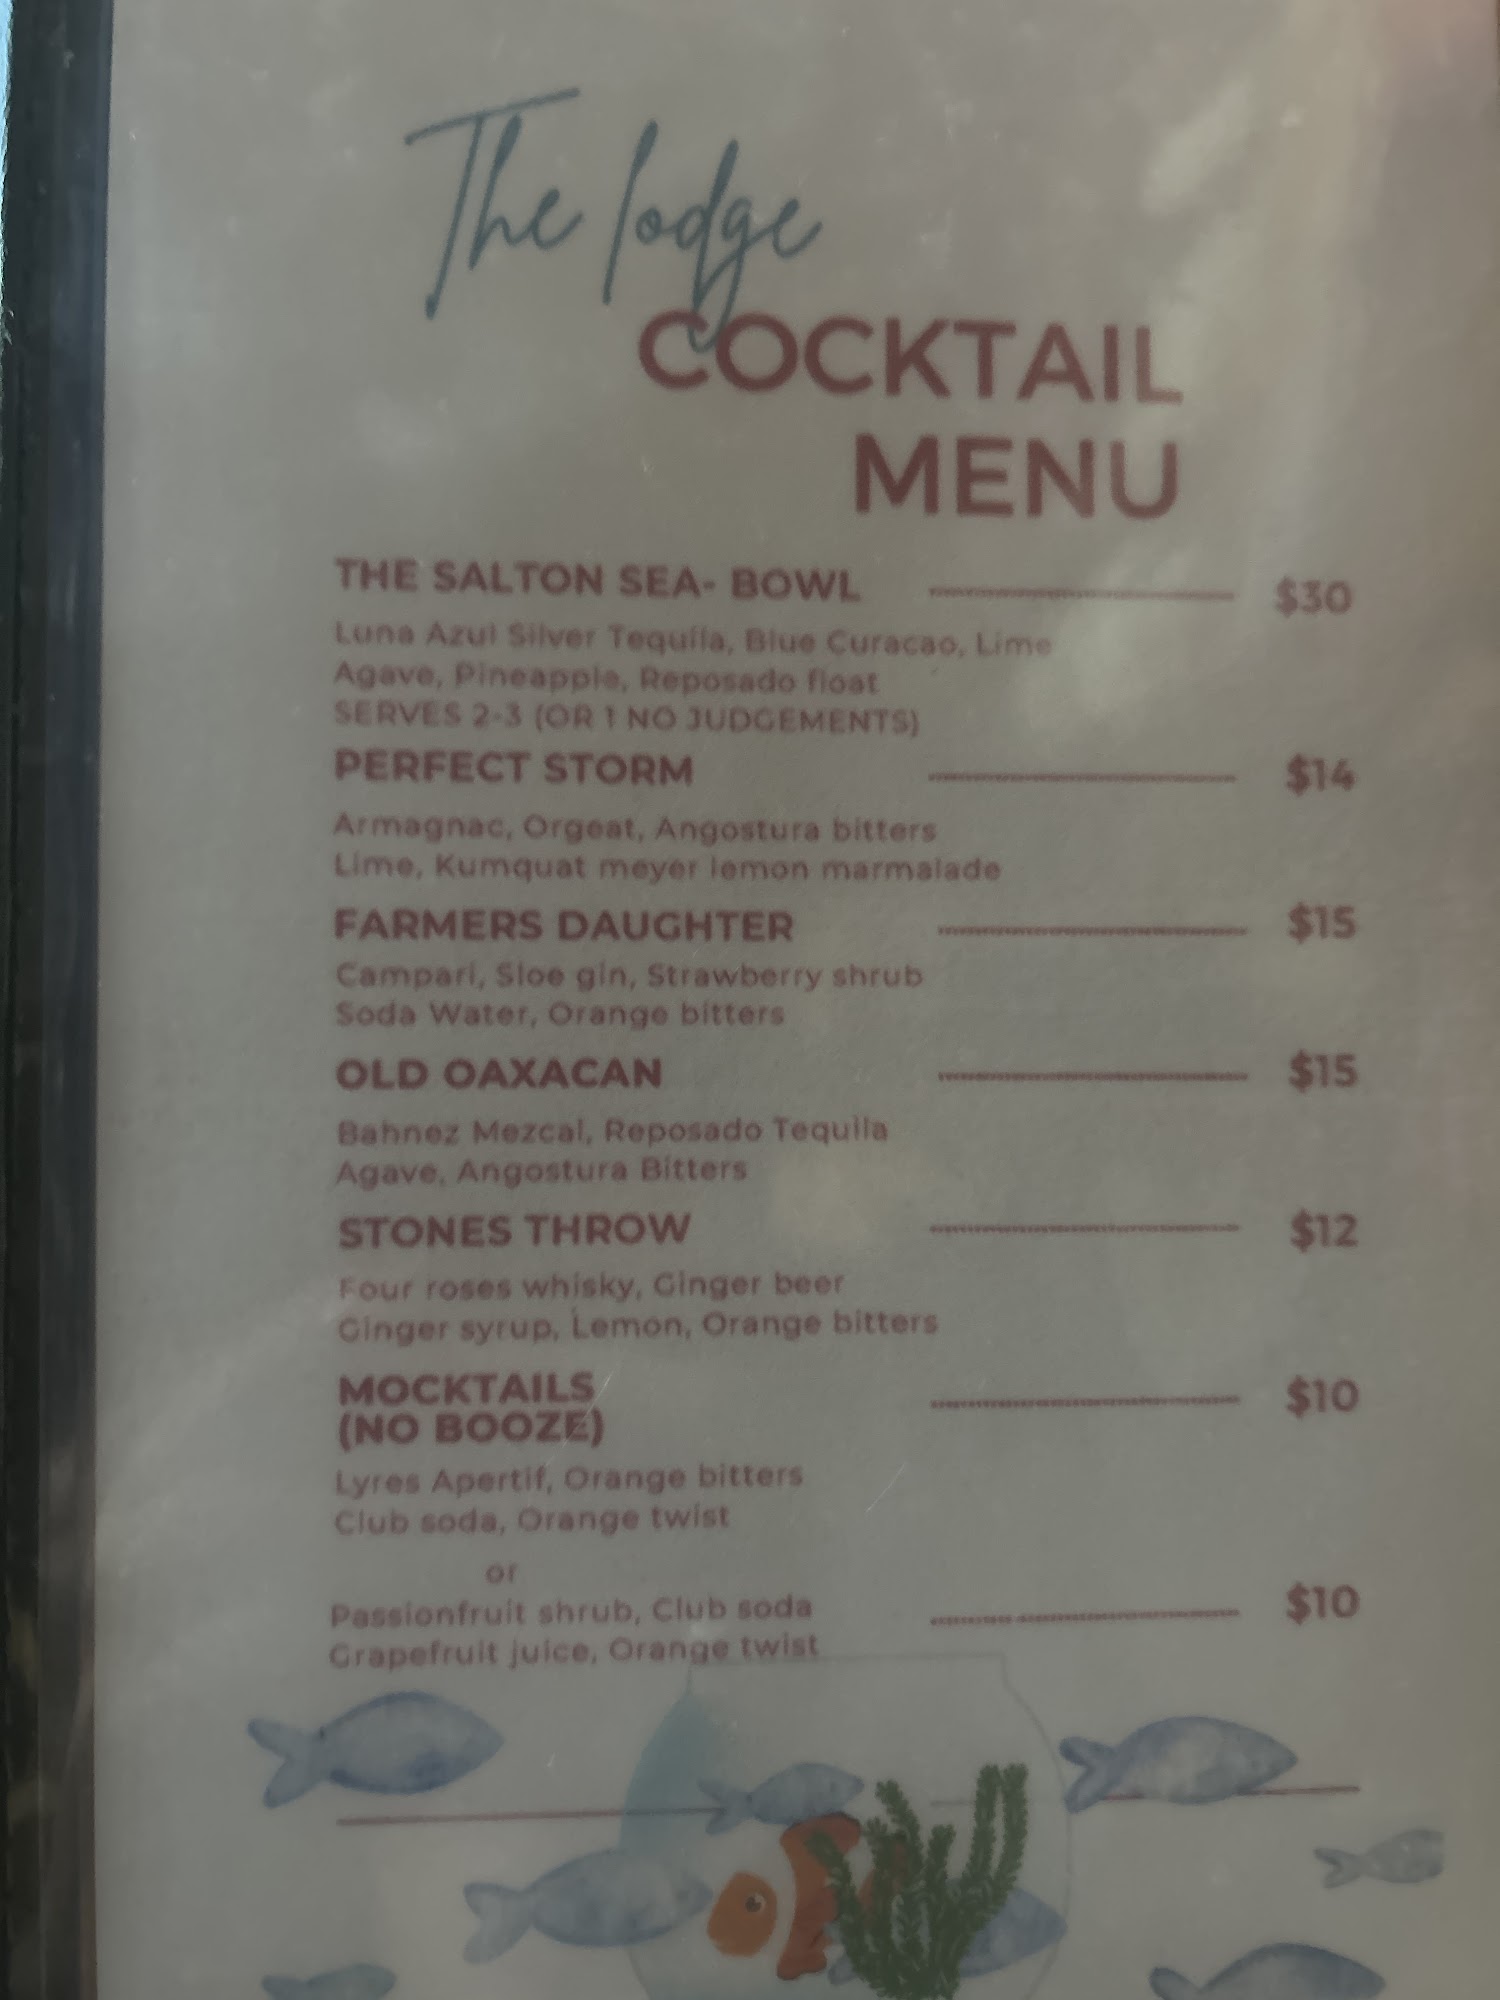 The lodge
COCKTAIL
MENU
THE SALTON SEA- BOWL $30
Luna Azul Silver Tequila, Blue Curacao, Lime
Agave, Pineapple, Reposado float
SERVES 2-3 (OR 1 NO JUDGEMENTS)
PERFECT STORM $14
Armagnac, Orgeat, Angostura bitters
Lime, Kumquat meyer lemon marmalade
FARMERS DAUGHTER $15
Campari, Sloe gin, Strawberry shrub
Soda Water, Orange bitters
OLD OAXACAN $15
Bahnez Mezcal, Reposado Tequila
Agave, Angostura Bitters
STONES THROW $12
Four roses whisky, Ginger beer
Ginger syrup, Lemon, Orange bitters
MOCKTAILS $10
(NO BOOZE)
Lyres Apertif, Orange bitters
Club soda, Orange twist
or
Passionfruit shrub, Club soda $10
Grapefruit juice, Orange twist